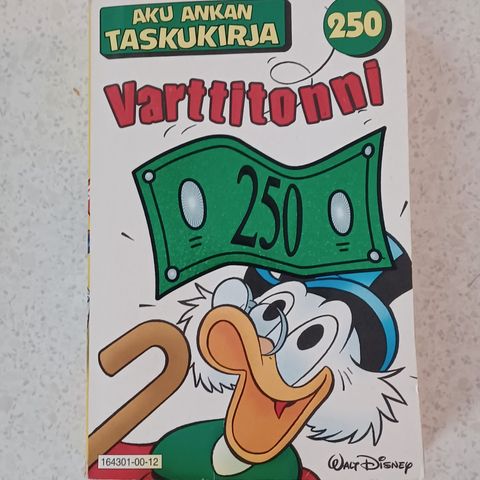 AKU ANKAN
TASKUKIRJA
250
Varttitonni
250
164301-00-12
WALT DISNEY